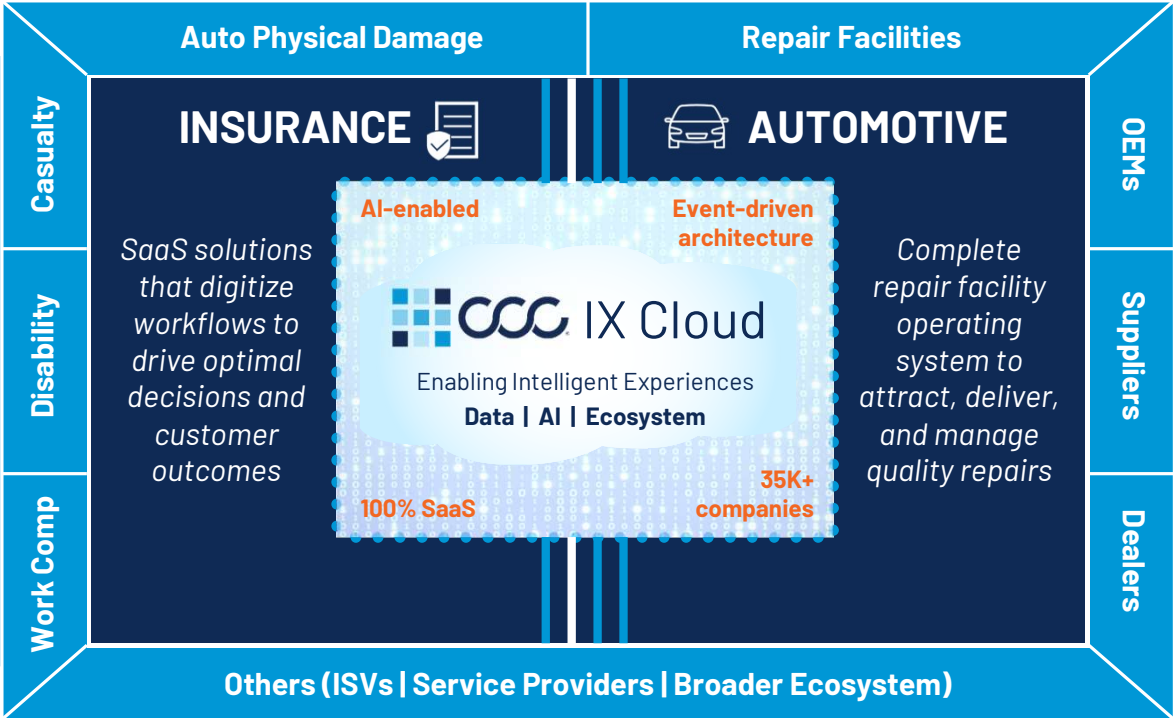 Auto Physical Damage
Repair Facilities
Casualty
Disability
Work Comp
INSURANCE
SaaS solutions
that digitize
workflows to
drive optimal
decisions and
customer
outcomes
AI-enabled
Event-driven
architecture
CCC IX Cloud
Enabling Intelligent Experiences
Data | AI | Ecosystem
100% SaaS
35K+
companies
AUTOMOTIVE
Complete
repair facility
operating
system to
attract, deliver,
and manage
quality repairs
OEMs
Suppliers
Dealers
Others (ISVs | Service Providers | Broader Ecosystem)